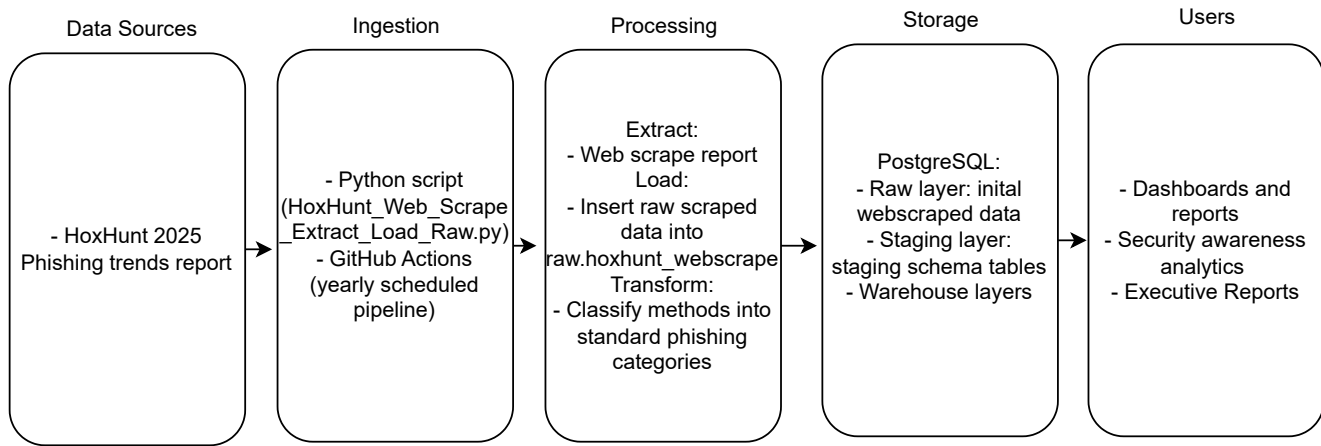 Data Sources
Ingestion
Processing
Storage
Users
- HoxHunt 2025
Phishing trends report
- Python script
(HoxHunt_Web_Scrape
_Extract_Load_Raw.py)
- GitHub Actions
(yearly scheduled
pipeline)
Extract:
- Web scrape report
Load:
- Insert raw scraped
data into
raw.hoxhunt_webscrape
Transform:
- Classify methods into
standard phishing
categories
PostgreSQL:
- Raw layer: inital
webscraped data
- Staging layer:
staging schema tables
- Warehouse layers
- Dashboards and
reports
- Security awareness
analytics
- Executive Reports